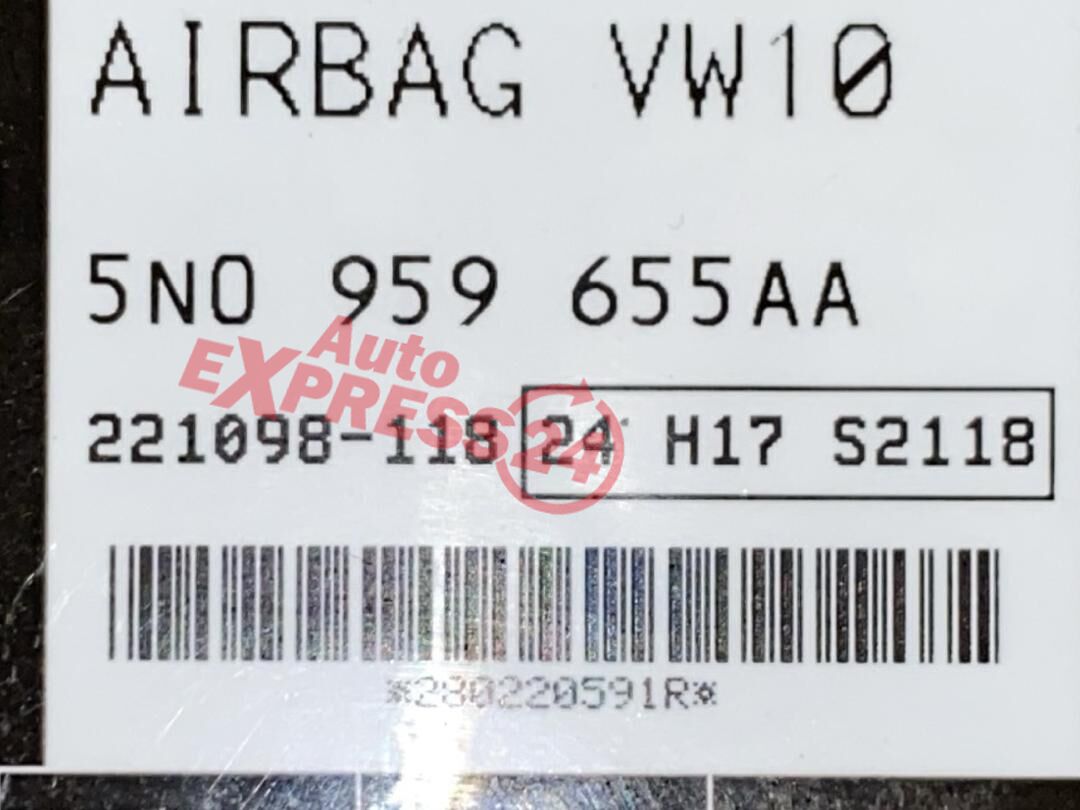 AIRBAG VW10
5N0 959 655AA
Auto
EXPRESS24
221098-118 24 H17 S2118
*280220591R*